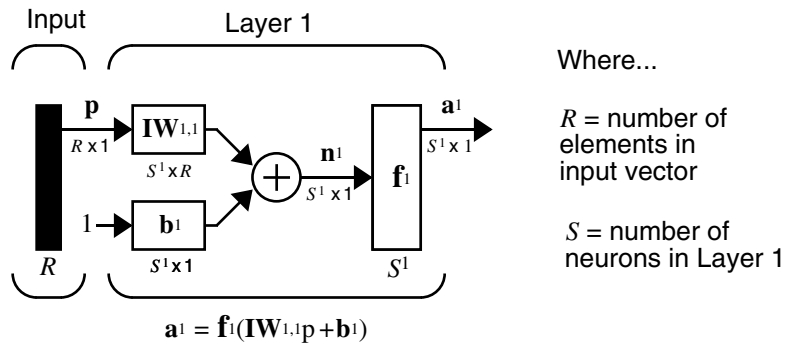 Input
Layer 1
Where...
p
a¹
R = number of
elements in
input vector
IW¹,¹
n¹
R x 1
S¹ x 1
S¹ x R
f¹
S¹ x 1
1
b¹
S = number of
neurons in Layer 1
R
S¹ x 1
S¹
a¹ = f¹(IW¹,¹p +b¹)